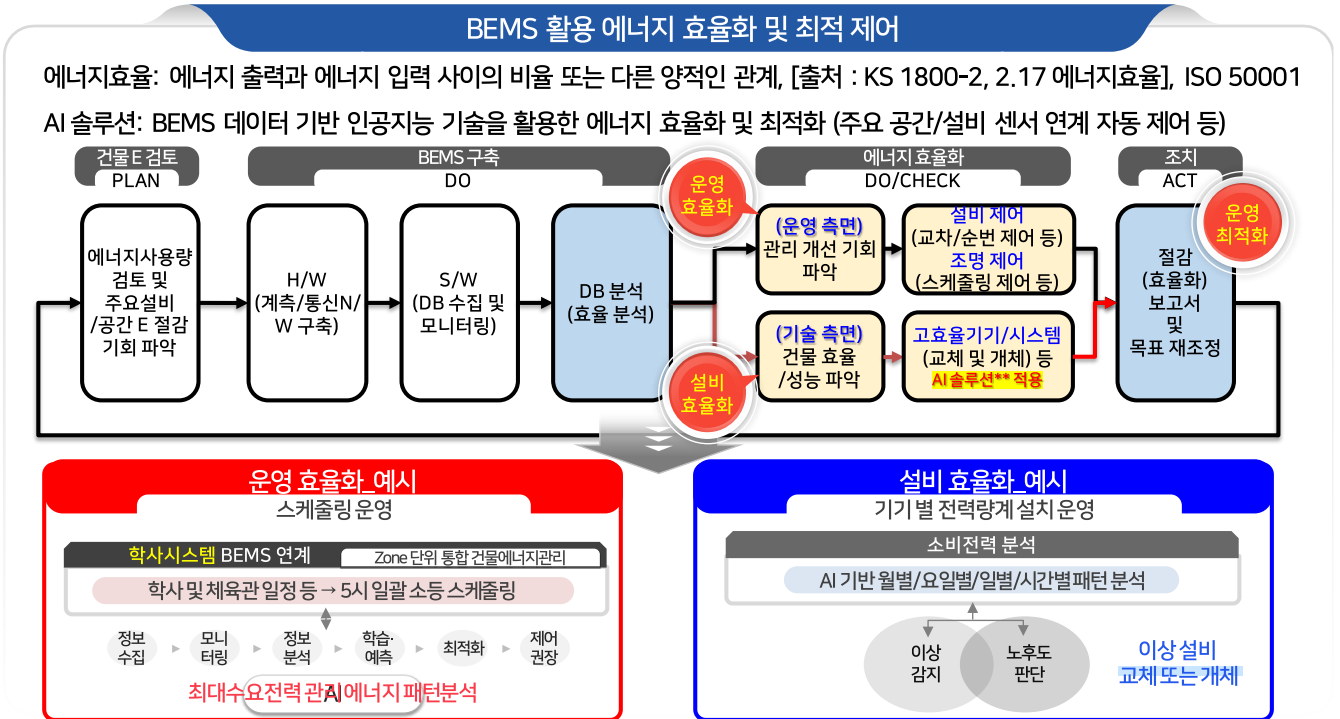 BEMS 활용 에너지 효율화 및 최적 제어
에너지효율: 에너지 출력과 에너지 입력 사이의 비율 또는 다른 양적인 관계, [출처 : KS 1800-2, 2.17 에너지효율], ISO 50001
AI 솔루션: BEMS 데이터 기반 인공지능 기술을 활용한 에너지 효율화 및 최적화 (주요 공간/설비 센서 연계 자동 제어 등)
건물 E 검토
PLAN
BEMS 구축
DO
에너지 효율화
DO/CHECK
조치
ACT
운영
효율화
운영
최적화
에너지사용량
검토 및
주요설비
/공간 E 절감
기회 파악
H/W
(계측/통신N/
W 구축)
S/W
(DB 수집 및
모니터링)
DB 분석
(효율 분석)
(운영 측면)
관리 개선 기회
파악
설비 제어
(교차/순번 제어 등)
조명 제어
(스케줄링 제어 등)
(기술 측면)
건물 효율
/성능 파악
고효율기기/시스템
(교체 및 개체) 등
AI 솔루션** 적용
절감
(효율화)
보고서
및
목표 재조정
설비
효율화
운영 효율화_예시
스케줄링 운영
학사시스템 BEMS 연계
Zone 단위 통합 건물에너지관리
학사 및 체육관 일정 등 → 5시 일괄 소등 스케줄링
정보
수집
모니
터링
정보
분석
학습·
예측
최적화
제어
권장
최대수요전력 관리 에너지 패턴분석
AI
설비 효율화_예시
기기 별 전력량계 설치 운영
소비전력 분석
AI 기반 월별/요일별/일별/시간별 패턴 분석
이상
감지
노후도
판단
이상 설비
교체 또는 개체